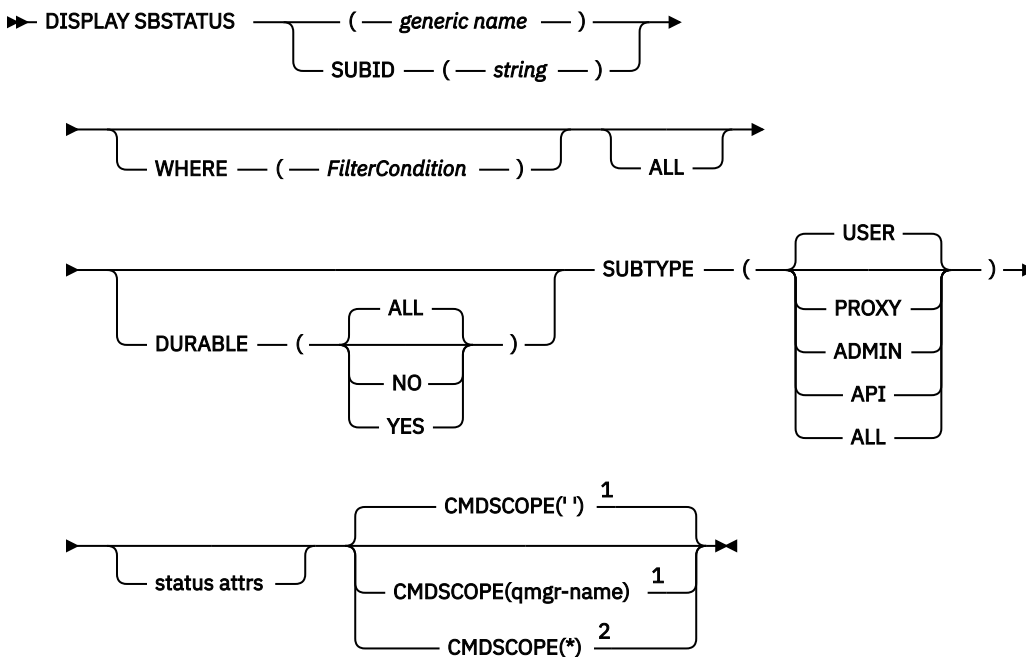 DISPLAY SBSTATUS ( generic name )
SUBID ( string )
WHERE ( FilterCondition ) ALL
USER
SUBTYPE ( )
ALL PROXY
DURABLE ( ) ADMIN
NO API
YES ALL
CMDSCOPE(' ') 1
status attrs CMDSCOPE(qmgr-name) 1
CMDSCOPE(*) 2